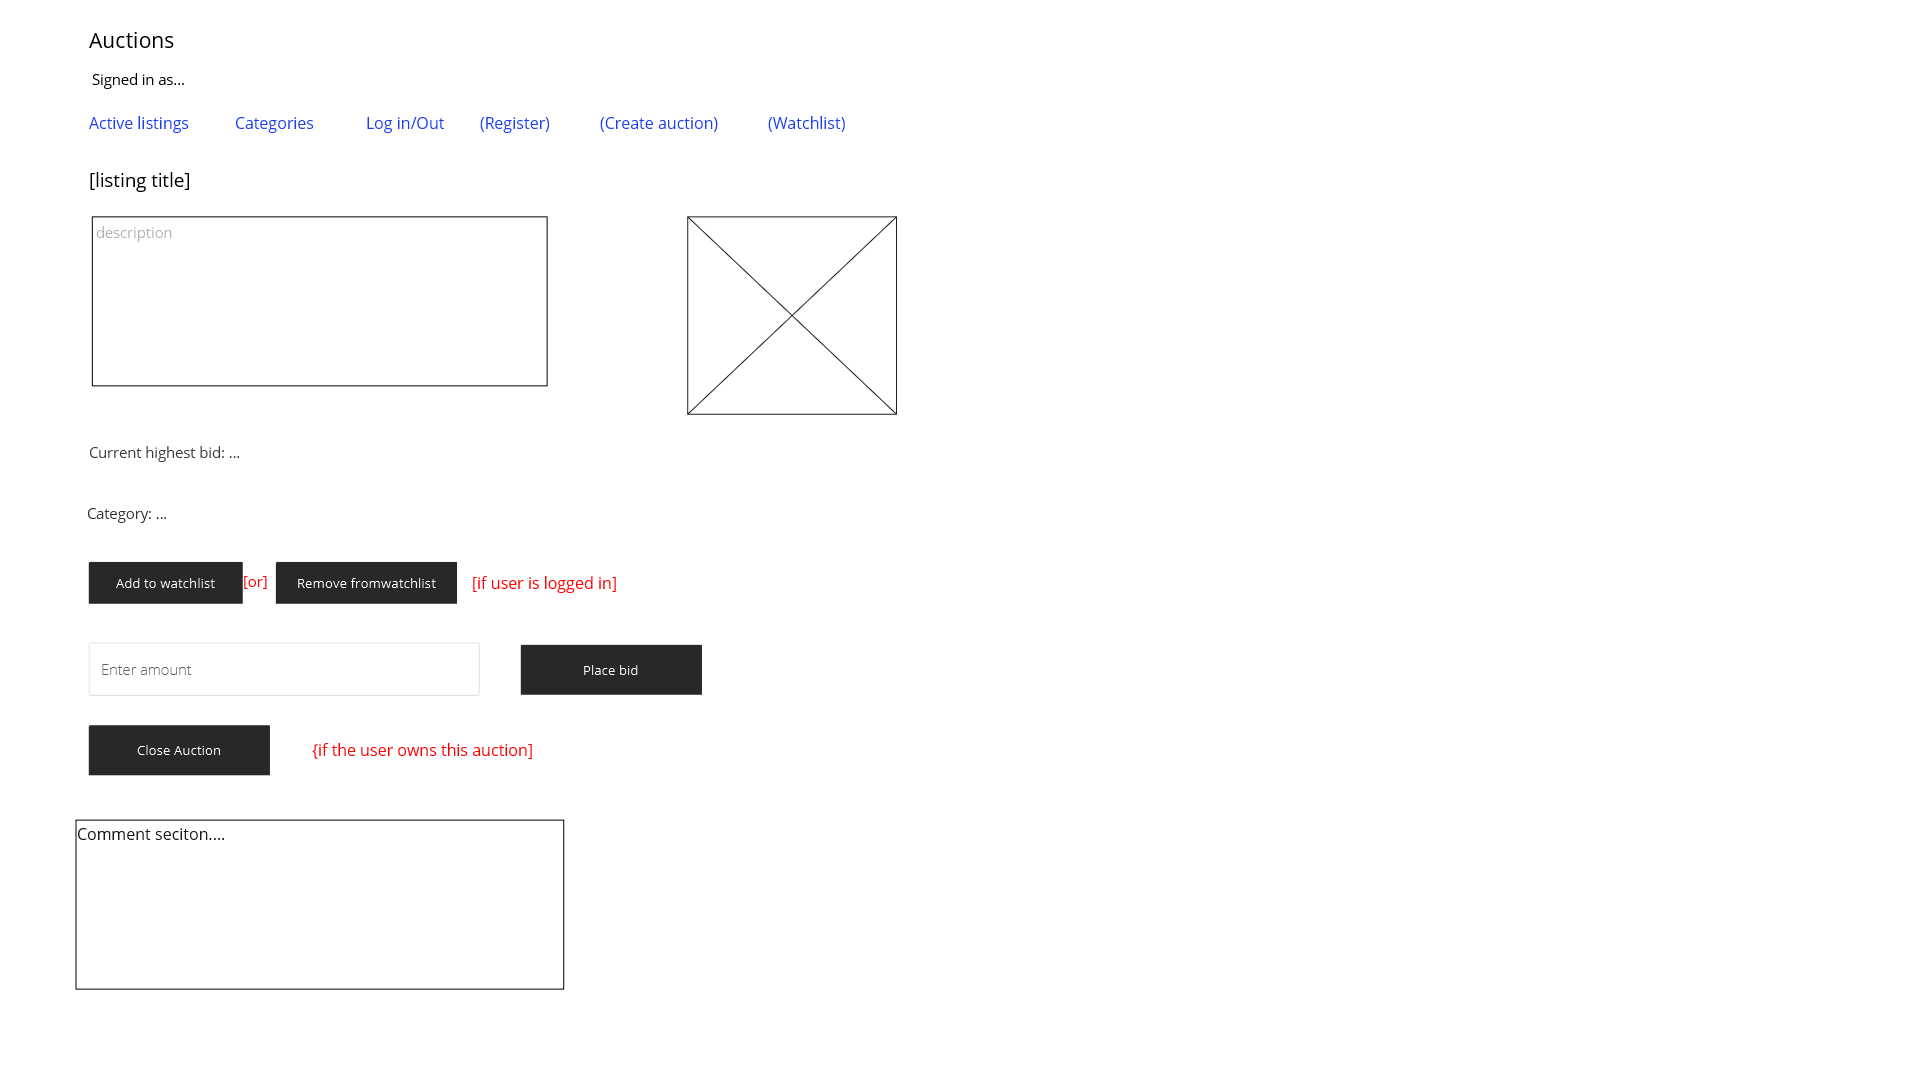 Auctions
Signed in as...
Active listings Categories Log in/Out (Register) (Create auction) (Watchlist)
[listing title]
description
Current highest bid: ...
Category: ...
Add to watchlist [or] Remove fromwatchlist [if user is logged in]
Enter amount Place bid
Close Auction {if the user owns this auction]
Comment seciton....